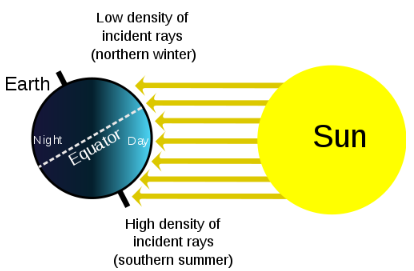 Low density of
incident rays
(northern winter)
Earth
Night
Equator
Day
Sun
High density of
incident rays
(southern summer)